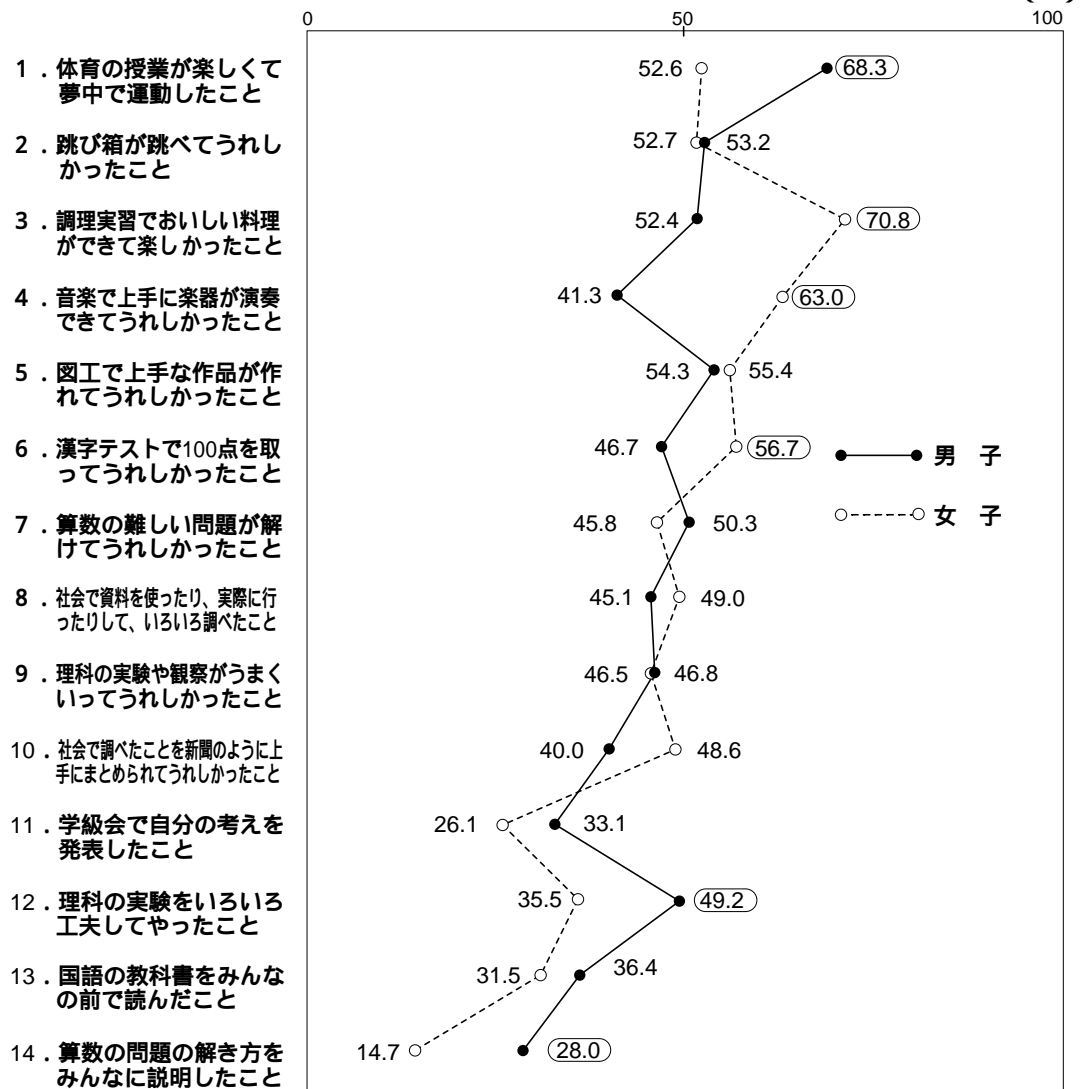 0 50 100
1．体育の授業が楽しくて
夢中で運動したこと
52.6 68.3
2．跳び箱が跳べてうれし
かったこと
52.7 53.2
3．調理実習でおいしい料理
ができて楽しかったこと
52.4 70.8
4．音楽で上手に楽器が演奏
できてうれしかったこと
41.3 63.0
5．図工で上手な作品が作
れてうれしかったこと
54.3 55.4
6．漢字テストで100点を取
ってうれしかったこと
46.7 56.7
男 子
7．算数の難しい問題が解
けてうれしかったこと
45.8 50.3
女 子
8．社会で資料を使ったり、実際に行
ったりして、いろいろ調べたこと
45.1 49.0
9．理科の実験や観察がうまく
いってうれしかったこと
46.5 46.8
10．社会で調べたことを新聞のように上
手にまとめられてうれしかったこと
40.0 48.6
11．学級会で自分の考えを
発表したこと
26.1 33.1
12．理科の実験をいろいろ
工夫してやったこと
35.5 49.2
13．国語の教科書をみんな
の前で読んだこと
31.5 36.4
14．算数の問題の解き方を
みんなに説明したこと
14.7 28.0